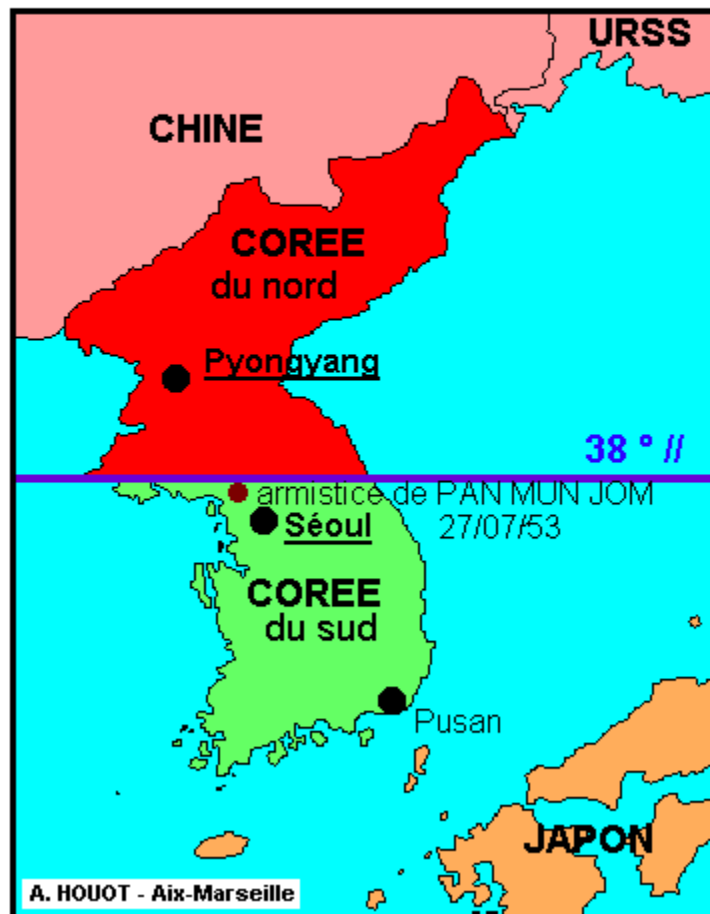 URSS
CHINE
COREE
du nord
Pyongyang
38 ° //
armistice de PAN MUN JOM
27/07/53
Séoul
COREE
du sud
Pusan
JAPON
A. HOUOT - Aix-Marseille